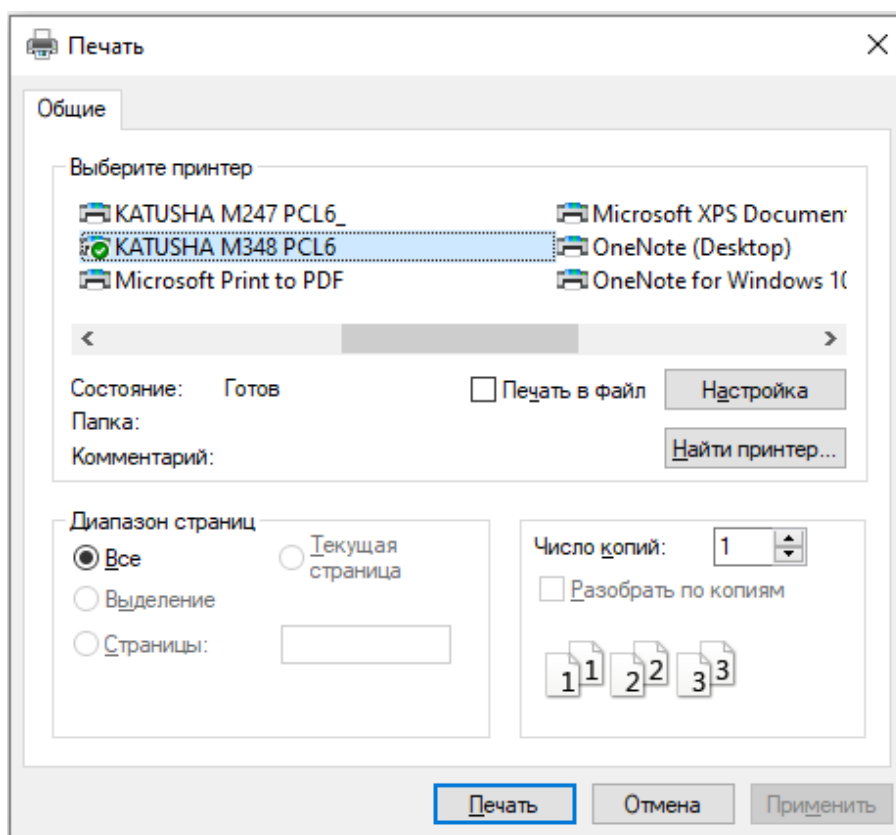 Печать
Общие
Выберите принтер
KATUSHA M247 PCL6_
KATUSHA M348 PCL6
Microsoft Print to PDF
Microsoft XPS Documen
OneNote (Desktop)
OneNote for Windows 10
Состояние: Готов
Папка:
Комментарий:
Печать в файл
Настройка
Найти принтер...
Диапазон страниц
Все
Текущая
страница
Выделение
Страницы:
Число копий: 1
Разобрать по копиям
1 1 2 2 3 3
Печать
Отмена
Применить